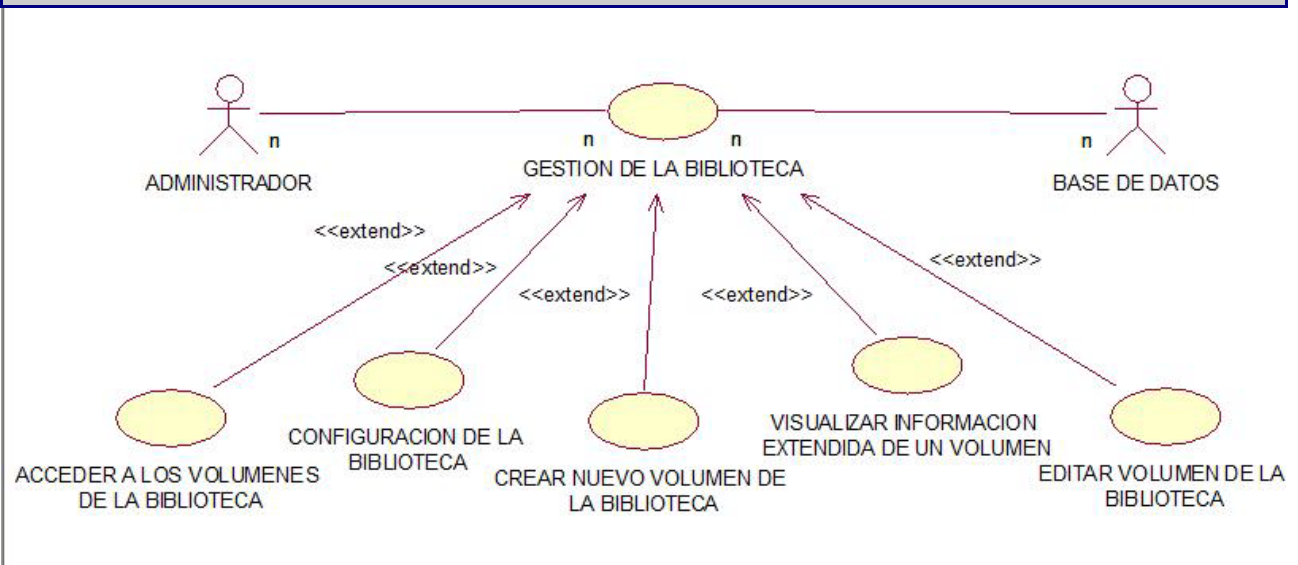 n
n
n
n
ADMINISTRADOR
GESTION DE LA BIBLIOTECA
BASE DE DATOS
<<extend>>
<<extend>>
<<extend>>
<<extend>>
<<extend>>
ACCEDER A LOS VOLUMENES
DE LA BIBLIOTECA
CONFIGURACION DE LA
BIBLIOTECA
CREAR NUEVO VOLUMEN DE
LA BIBLIOTECA
VISUALIZAR INFORMACION
EXTENDIDA DE UN VOLUMEN
EDITAR VOLUMEN DE LA
BIBLIOTECA